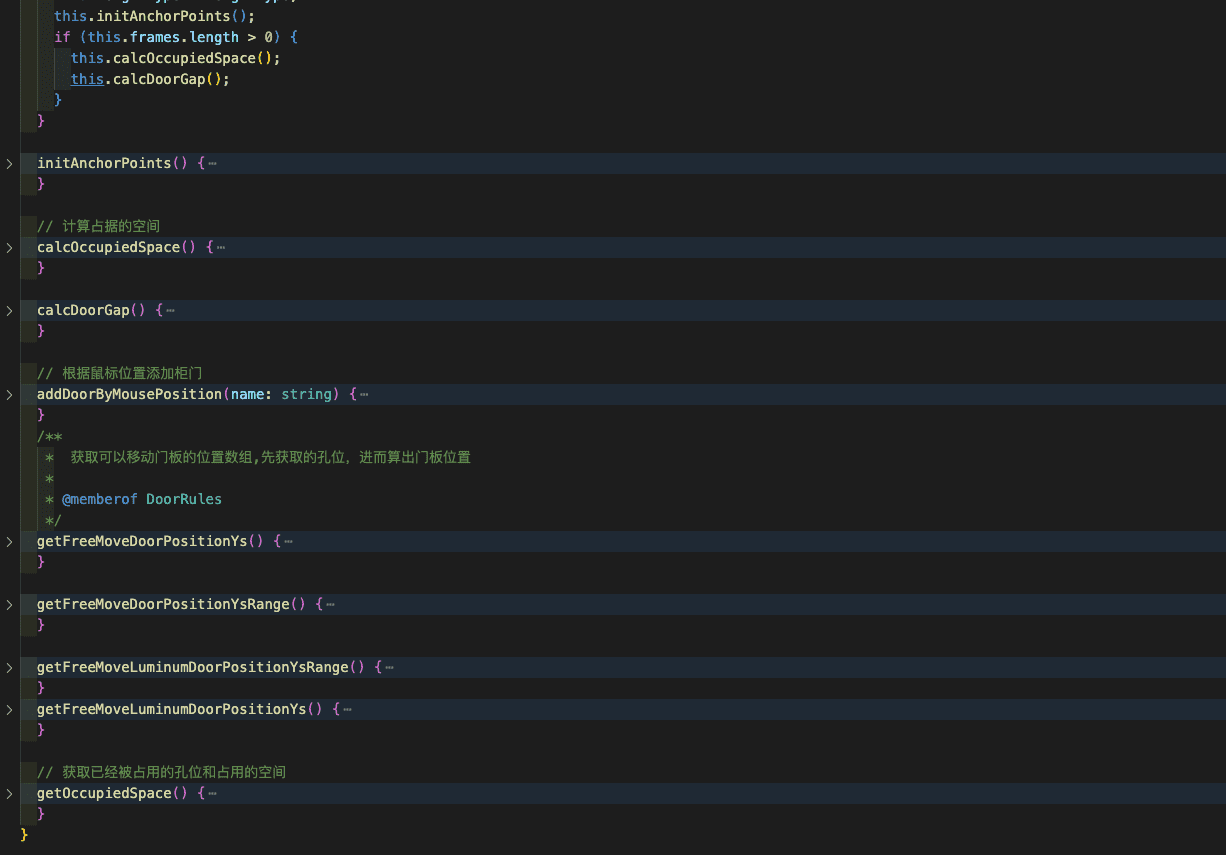 this.initAnchorPoints();
if (this.frames.length > 0) {
this.calcOccupiedSpace();
this.calcDoorGap();
}
}
initAnchorPoints() {⋯
}
// 计算占据的空间
calcOccupiedSpace() {⋯
}
calcDoorGap() {⋯
}
// 根据鼠标位置添加柜门
addDoorByMousePosition(name: string) {⋯
}
/**
*  获取可以移动门板的位置数组,先获取的孔位，进而算出门板位置
*
* @memberof DoorRules
*/
getFreeMoveDoorPositionYs() {⋯
}
getFreeMoveDoorPositionYsRange() {⋯
}
getFreeMoveLuminumDoorPositionYsRange() {⋯
}
getFreeMoveLuminumDoorPositionYs() {⋯
}
// 获取已经被占用的孔位和占用的空间
getOccupiedSpace() {⋯
}
}